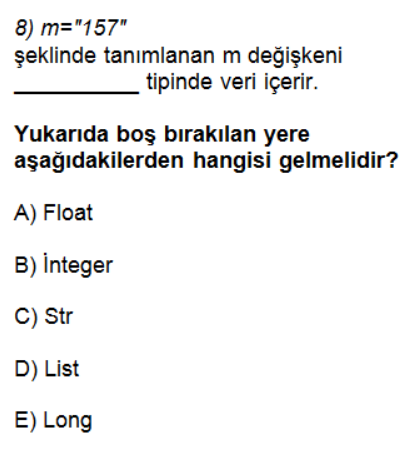 8) m="157"
şeklinde tanımlanan m değişkeni
__________ tipinde veri içerir.
Yukarıda boş bırakılan yere
aşağıdakilerden hangisi gelmelidir?
A) Float
B) İnteger
C) Str
D) List
E) Long